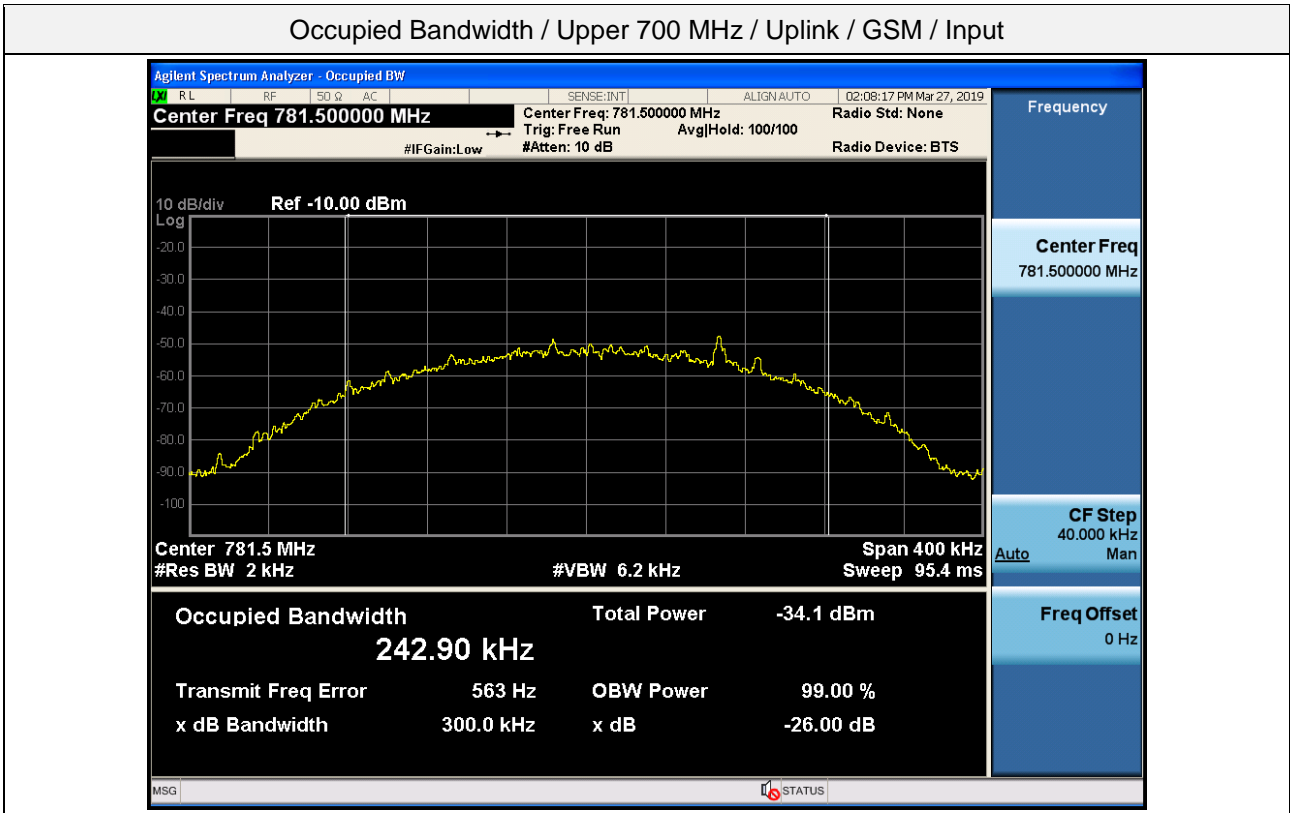 Occupied Bandwidth / Upper 700 MHz / Uplink / GSM / Input
Agilent Spectrum Analyzer - Occupied BW
LXI RL RF 50 Ω AC SENSE:INT ALIGN AUTO 02:08:17 PM Mar 27, 2019
Center Freq 781.500000 MHz Center Freq: 781.500000 MHz Radio Std: None
Trig: Free Run Avg|Hold: 100/100
#IFGain:Low #Atten: 10 dB Radio Device: BTS
10 dB/div Ref -10.00 dBm
Log
-20.0
-30.0
-40.0
-50.0
-60.0
-70.0
-80.0
-90.0
-100
Center 781.5 MHz Span 400 kHz
#Res BW 2 kHz #VBW 6.2 kHz Sweep 95.4 ms
Occupied Bandwidth Total Power -34.1 dBm
242.90 kHz
Transmit Freq Error 563 Hz OBW Power 99.00 %
x dB Bandwidth 300.0 kHz x dB -26.00 dB
MSG STATUS
Frequency
Center Freq
781.500000 MHz
CF Step
40.000 kHz
Auto Man
Freq Offset
0 Hz